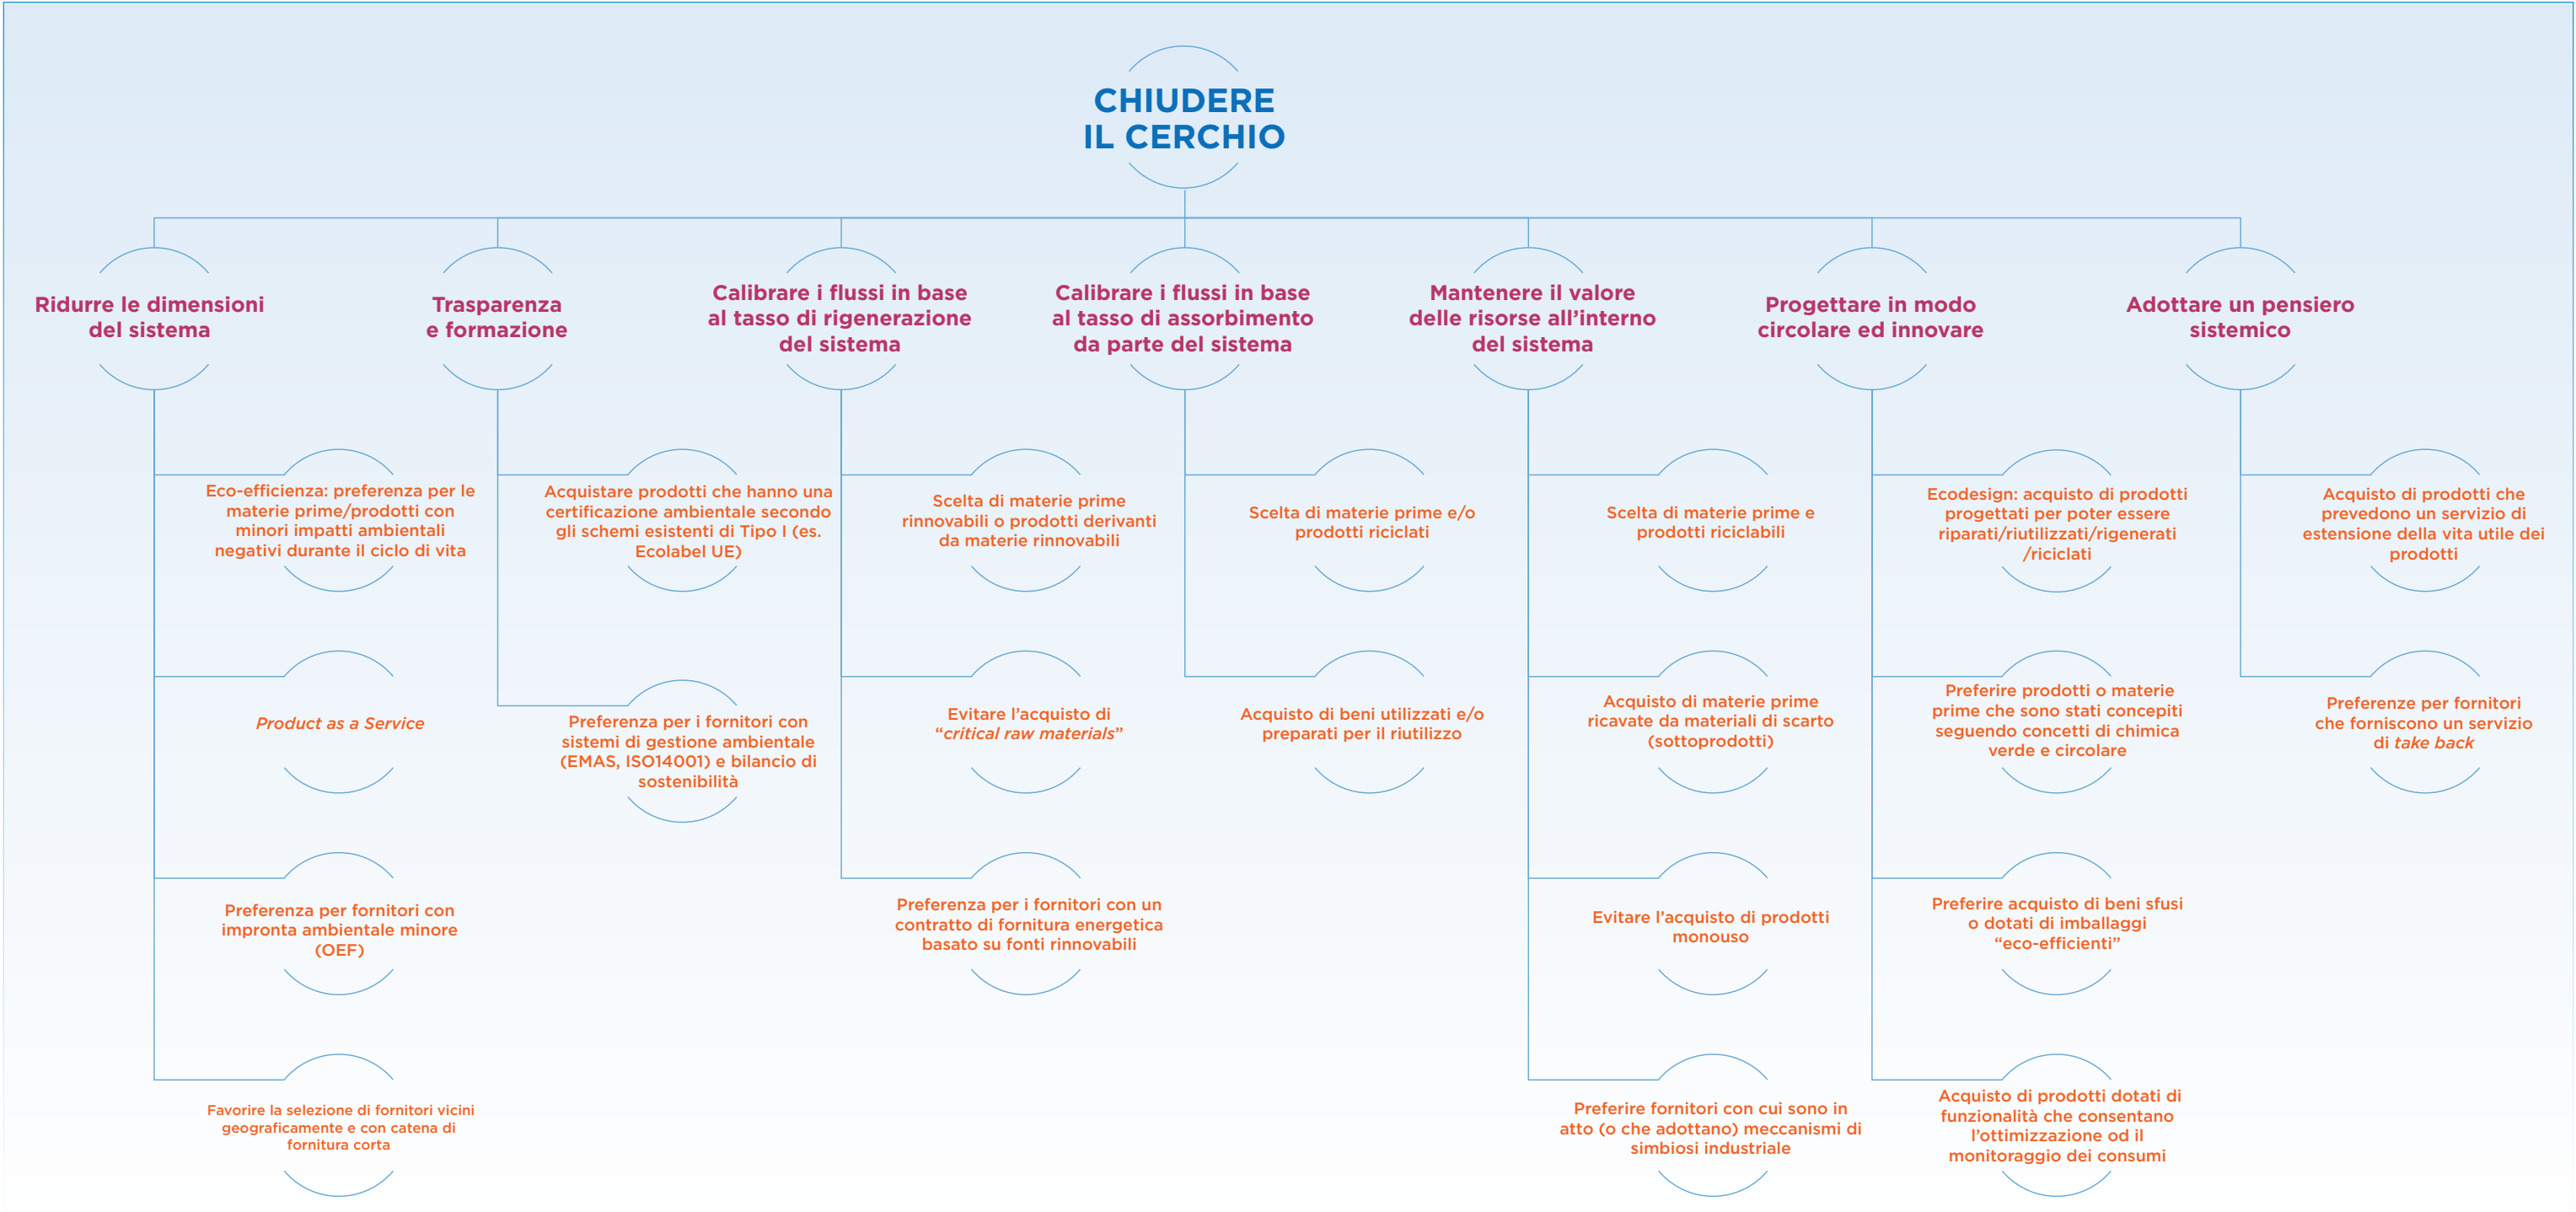 CHIUDERE
IL CERCHIO
Ridurre le dimensioni
del sistema
Eco-efficienza: preferenza per le
materie prime/prodotti con
minori impatti ambientali
negativi durante il ciclo di vita
Product as a Service
Preferenza per fornitori con
impronta ambientale minore
(OEF)
Favorire la selezione di fornitori vicini
geograficamente e con catena di
fornitura corta
Trasparenza
e formazione
Acquistare prodotti che hanno una
certificazione ambientale secondo
gli schemi esistenti di Tipo I (es.
Ecolabel UE)
Preferenza per i fornitori con
sistemi di gestione ambientale
(EMAS, ISO14001) e bilancio di
sostenibilità
Calibrare i flussi in base
al tasso di rigenerazione
del sistema
Scelta di materie prime
rinnovabili o prodotti derivanti
da materie rinnovabili
Evitare l’acquisto di
“critical raw materials”
Preferenza per i fornitori con un
contratto di fornitura energetica
basato su fonti rinnovabili
Calibrare i flussi in base
al tasso di assorbimento
da parte del sistema
Scelta di materie prime e/o
prodotti riciclati
Acquisto di beni utilizzati e/o
preparati per il riutilizzo
Mantenere il valore
delle risorse all’interno
del sistema
Scelta di materie prime e
prodotti riciclabili
Acquisto di materie prime
ricavate da materiali di scarto
(sottoprodotti)
Evitare l’acquisto di prodotti
monouso
Preferire fornitori con cui sono in
atto (o che adottano) meccanismi di
simbiosi industriale
Progettare in modo
circolare ed innovare
Ecodesign: acquisto di prodotti
progettati per poter essere
riparati/riutilizzati/rigenerati
/riciclati
Preferire prodotti o materie
prime che sono stati concepiti
seguendo concetti di chimica
verde e circolare
Preferire acquisto di beni sfusi
o dotati di imballaggi
“eco-efficienti”
Acquisto di prodotti dotati di
funzionalità che consentano
l’ottimizzazione od il
monitoraggio dei consumi
Adottare un pensiero
sistemico
Acquisto di prodotti che
prevedono un servizio di
estensione della vita utile dei
prodotti
Preferenze per fornitori
che forniscono un servizio
di take back